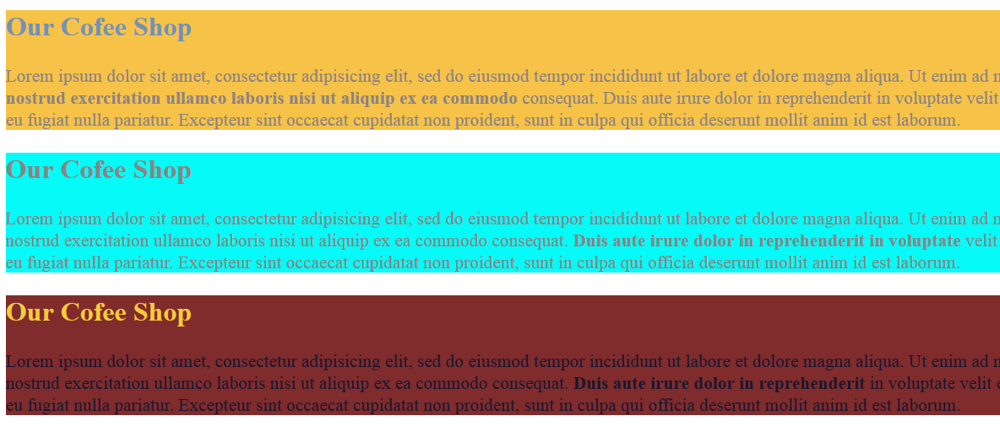 Our Cofee Shop
Lorem ipsum dolor sit amet, consectetur adipisicing elit, sed do eiusmod tempor incididunt ut labore et dolore magna aliqua. Ut enim ad
nostrud exercitation ullamco laboris nisi ut aliquip ex ea commodo consequat. Duis aute irure dolor in reprehenderit in voluptate velit
eu fugiat nulla pariatur. Excepteur sint occaecat cupidatat non proident, sunt in culpa qui officia deserunt mollit anim id est laborum.
Our Cofee Shop
Lorem ipsum dolor sit amet, consectetur adipisicing elit, sed do eiusmod tempor incididunt ut labore et dolore magna aliqua. Ut enim ad
nostrud exercitation ullamco laboris nisi ut aliquip ex ea commodo consequat. Duis aute irure dolor in reprehenderit in voluptate velit
eu fugiat nulla pariatur. Excepteur sint occaecat cupidatat non proident, sunt in culpa qui officia deserunt mollit anim id est laborum.
Our Cofee Shop
Lorem ipsum dolor sit amet, consectetur adipisicing elit, sed do eiusmod tempor incididunt ut labore et dolore magna aliqua. Ut enim ad
nostrud exercitation ullamco laboris nisi ut aliquip ex ea commodo consequat. Duis aute irure dolor in reprehenderit in voluptate velit
eu fugiat nulla pariatur. Excepteur sint occaecat cupidatat non proident, sunt in culpa qui officia deserunt mollit anim id est laborum.